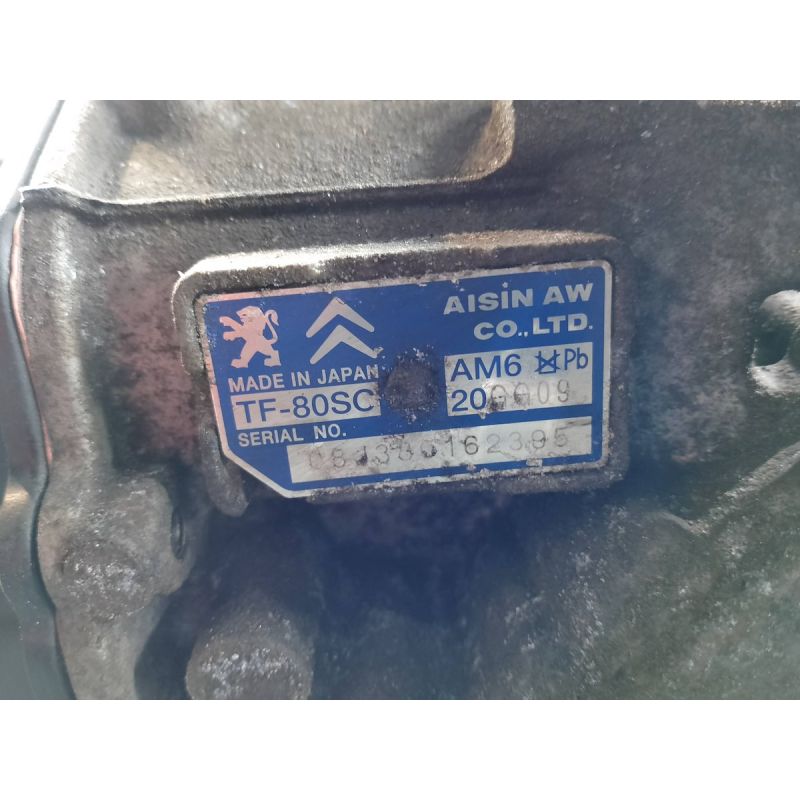 AISIN AW
CO.,LTD.
MADE IN JAPAN
TF-80SC
AM6 Pb
SERIAL NO.